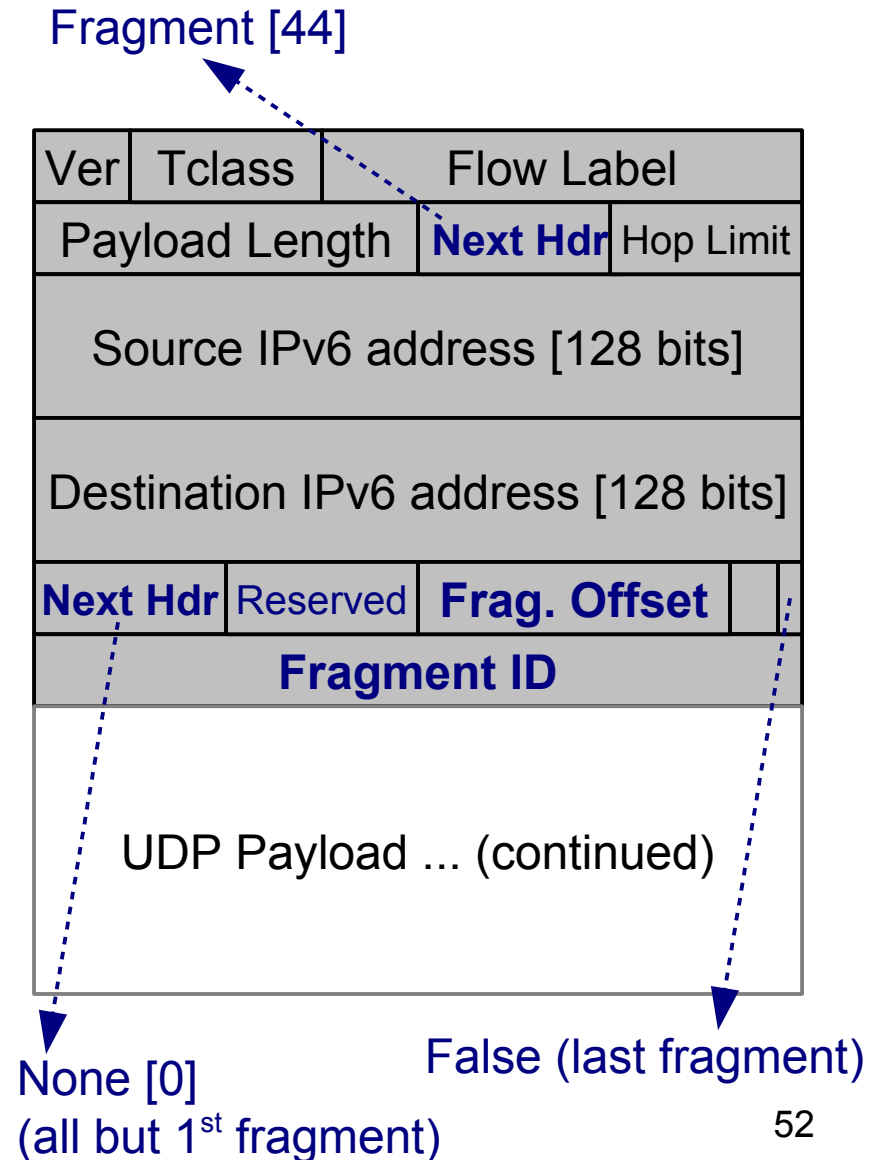 Fragment [44]
Ver Tclass Flow Label
Payload Length Next Hdr Hop Limit
Source IPv6 address [128 bits]
Destination IPv6 address [128 bits]
Next Hdr Reserved Frag. Offset
Fragment ID
UDP Payload ... (continued)
False (last fragment)
None [0]
(all but 1st fragment)
52